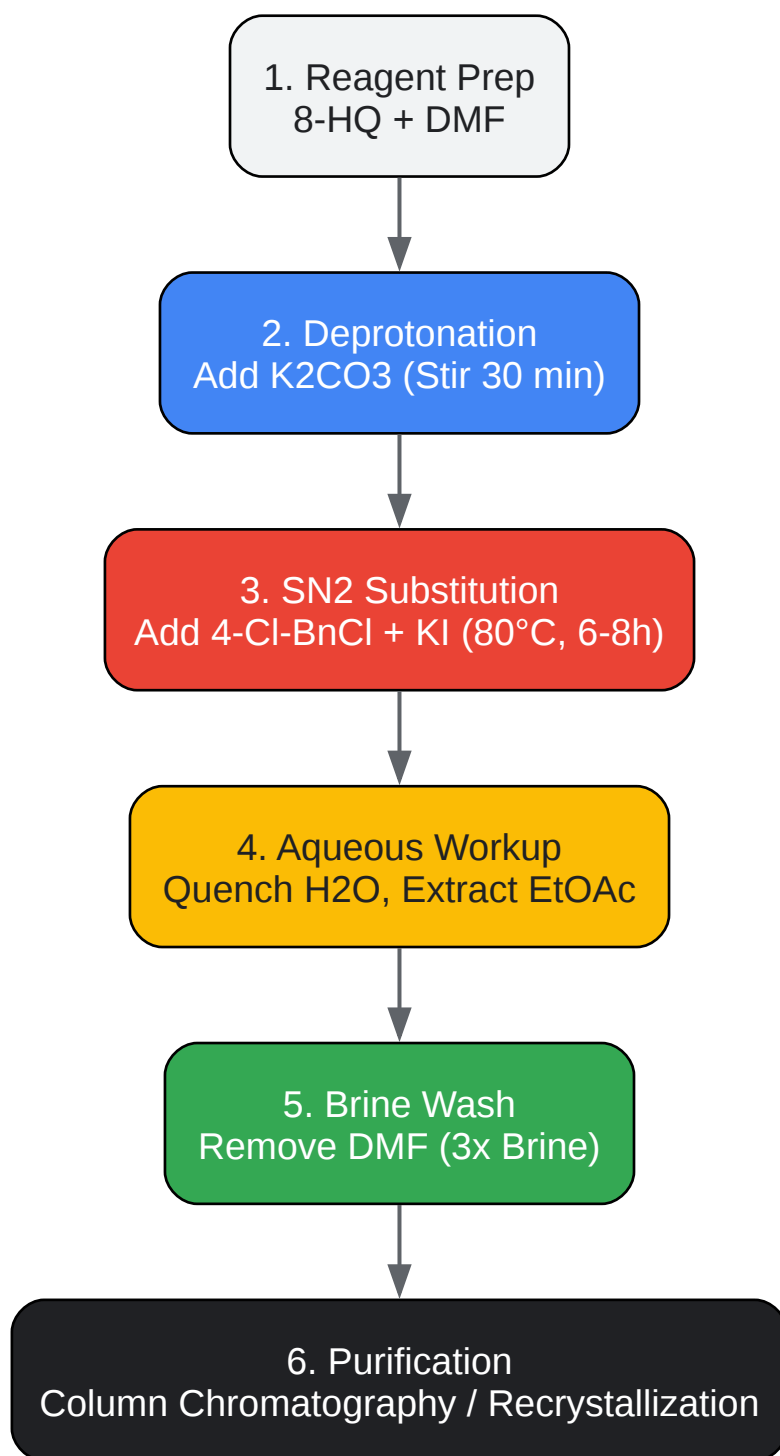 1. Reagent Prep
8-HQ + DMF
2. Deprotonation
Add K2CO3 (Stir 30 min)
3. SN2 Substitution
Add 4-Cl-BnCl + KI (80°C, 6-8h)
4. Aqueous Workup
Quench H2O, Extract EtOAc
5. Brine Wash
Remove DMF (3x Brine)
6. Purification
Column Chromatography / Recrystallization